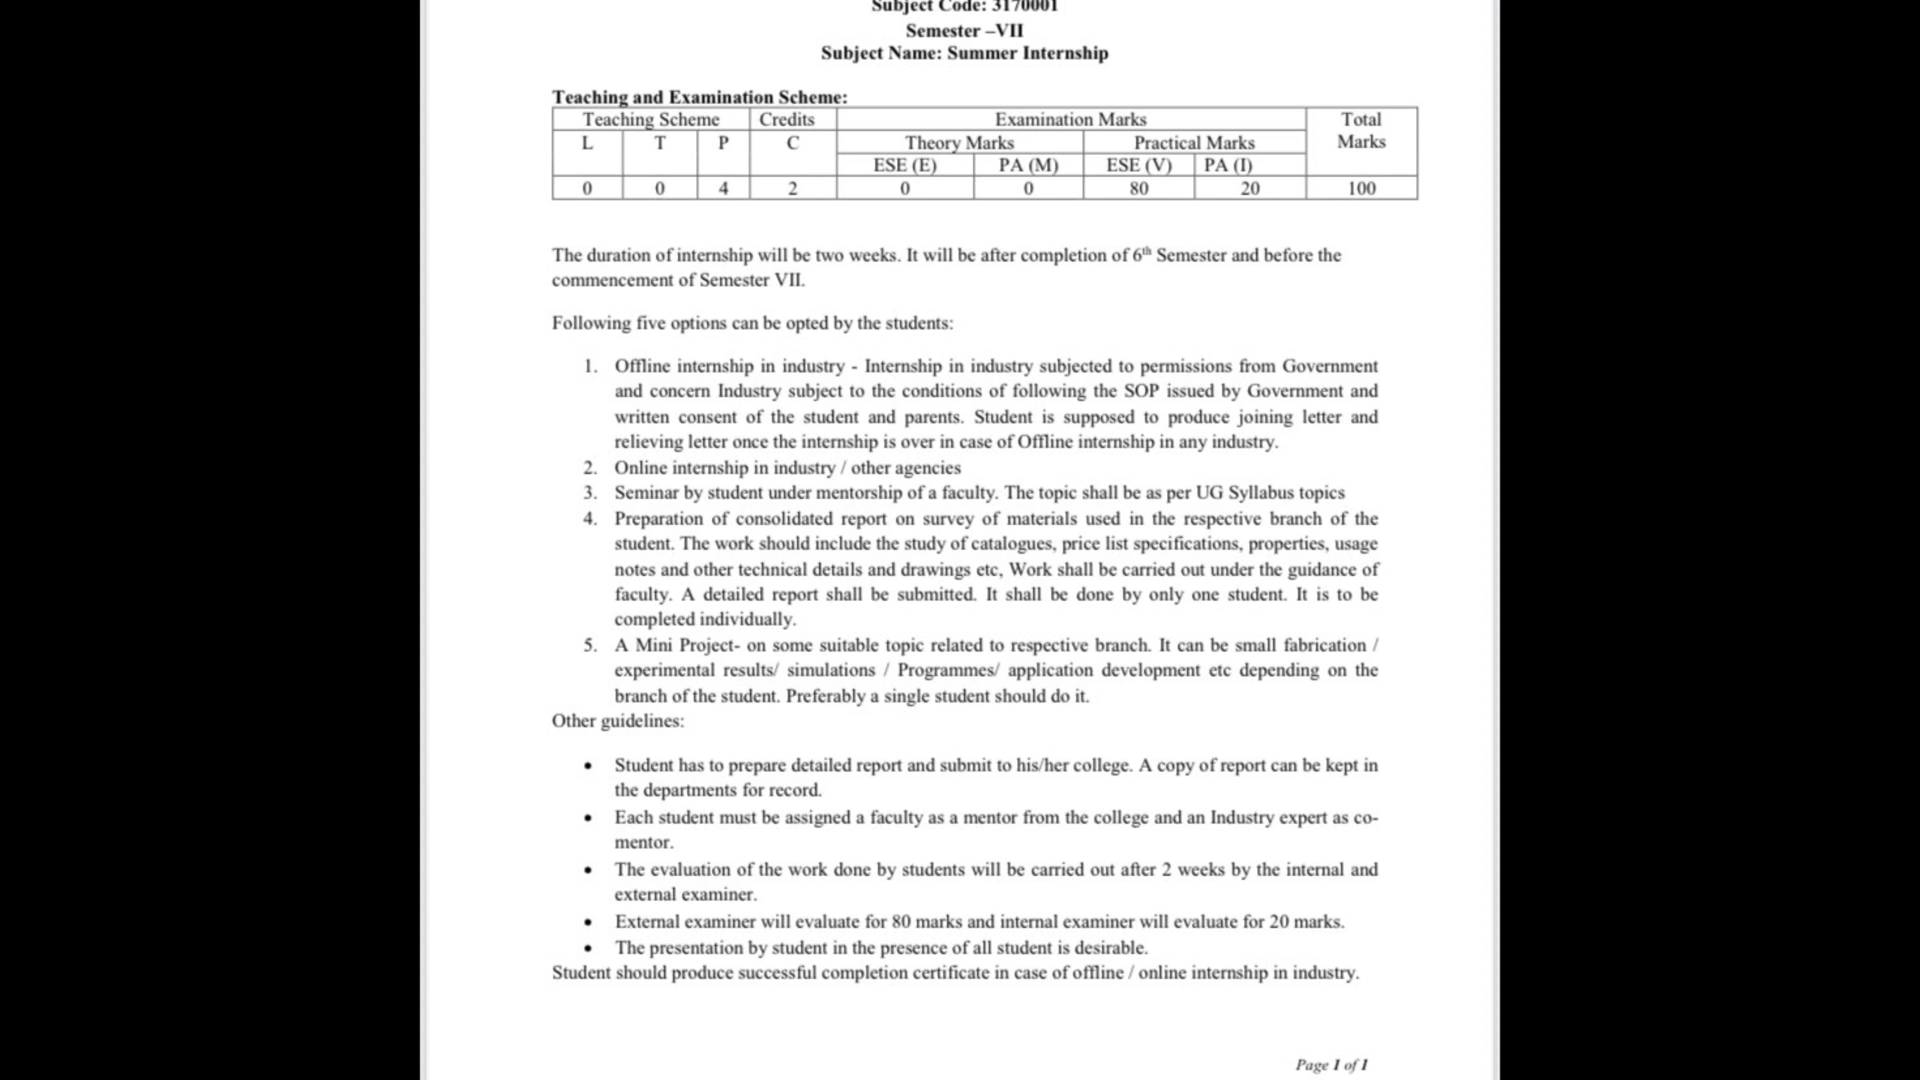 Subject Code: 3170001
Semester –VII
Subject Name: Summer Internship
Teaching and Examination Scheme:
Teaching Scheme Credits Examination Marks Total Marks
L T P C Theory Marks Practical Marks
ESE (E) PA (M) ESE (V) PA (I)
0 0 4 2 0 0 80 20 100
The duration of internship will be two weeks. It will be after completion of 6th Semester and before the
commencement of Semester VII.
Following five options can be opted by the students:
1. Offline internship in industry - Internship in industry subjected to permissions from Government
and concern Industry subject to the conditions of following the SOP issued by Government and
written consent of the student and parents. Student is supposed to produce joining letter and
relieving letter once the internship is over in case of Offline internship in any industry.
2. Online internship in industry / other agencies
3. Seminar by student under mentorship of a faculty. The topic shall be as per UG Syllabus topics
4. Preparation of consolidated report on survey of materials used in the respective branch of the
student. The work should include the study of catalogues, price list specifications, properties, usage
notes and other technical details and drawings etc, Work shall be carried out under the guidance of
faculty. A detailed report shall be submitted. It shall be done by only one student. It is to be
completed individually.
5. A Mini Project- on some suitable topic related to respective branch. It can be small fabrication /
experimental results/ simulations / Programmes/ application development etc depending on the
branch of the student. Preferably a single student should do it.
Other guidelines:
• Student has to prepare detailed report and submit to his/her college. A copy of report can be kept in
the departments for record.
• Each student must be assigned a faculty as a mentor from the college and an Industry expert as co-
mentor.
• The evaluation of the work done by students will be carried out after 2 weeks by the internal and
external examiner.
• External examiner will evaluate for 80 marks and internal examiner will evaluate for 20 marks.
• The presentation by student in the presence of all student is desirable.
Student should produce successful completion certificate in case of offline / online internship in industry.
Page 1 of 1